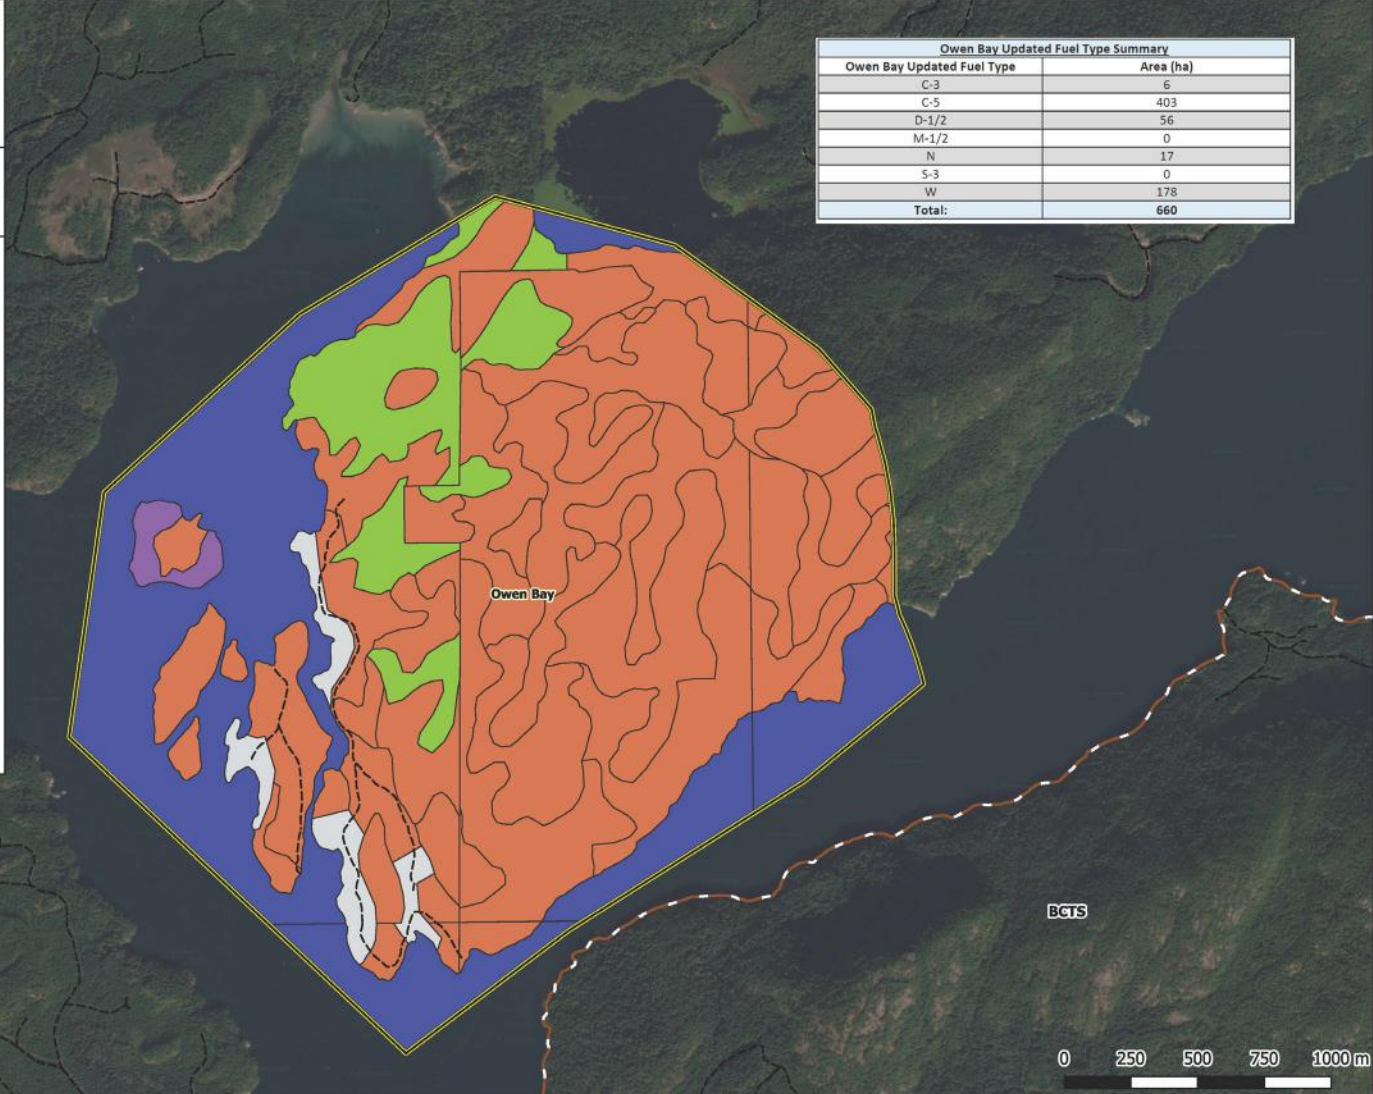 Owen Bay Updated Fuel Type Summary
Owen Bay Updated Fuel Type Area (ha)
C-3 6
C-5 403
D-1/2 56
M-1/2 0
N 17
S-3 0
W 178
Total: 660
Owen Bay
BCTS
0 250 500 750 1000 m